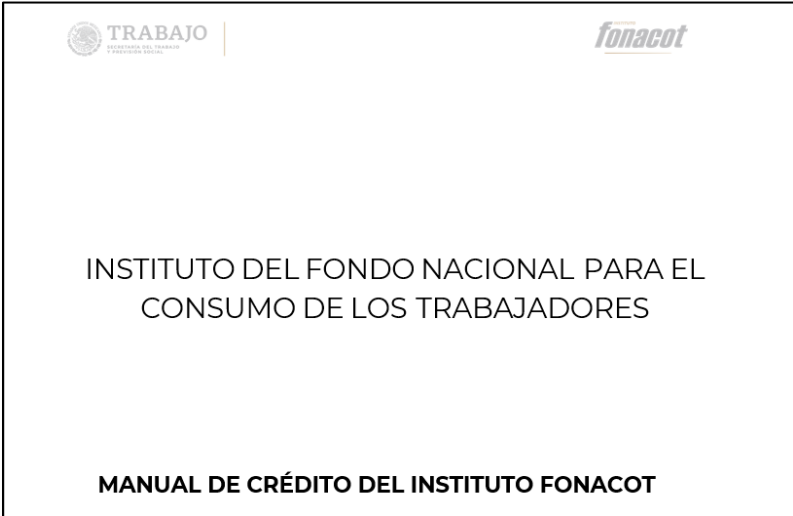 TRABAJO
SECRETARÍA DEL TRABAJO
Y PREVISIÓN SOCIAL
fonacot
INSTITUTO DEL FONDO NACIONAL PARA EL
CONSUMO DE LOS TRABAJADORES
MANUAL DE CRÉDITO DEL INSTITUTO FONACOT